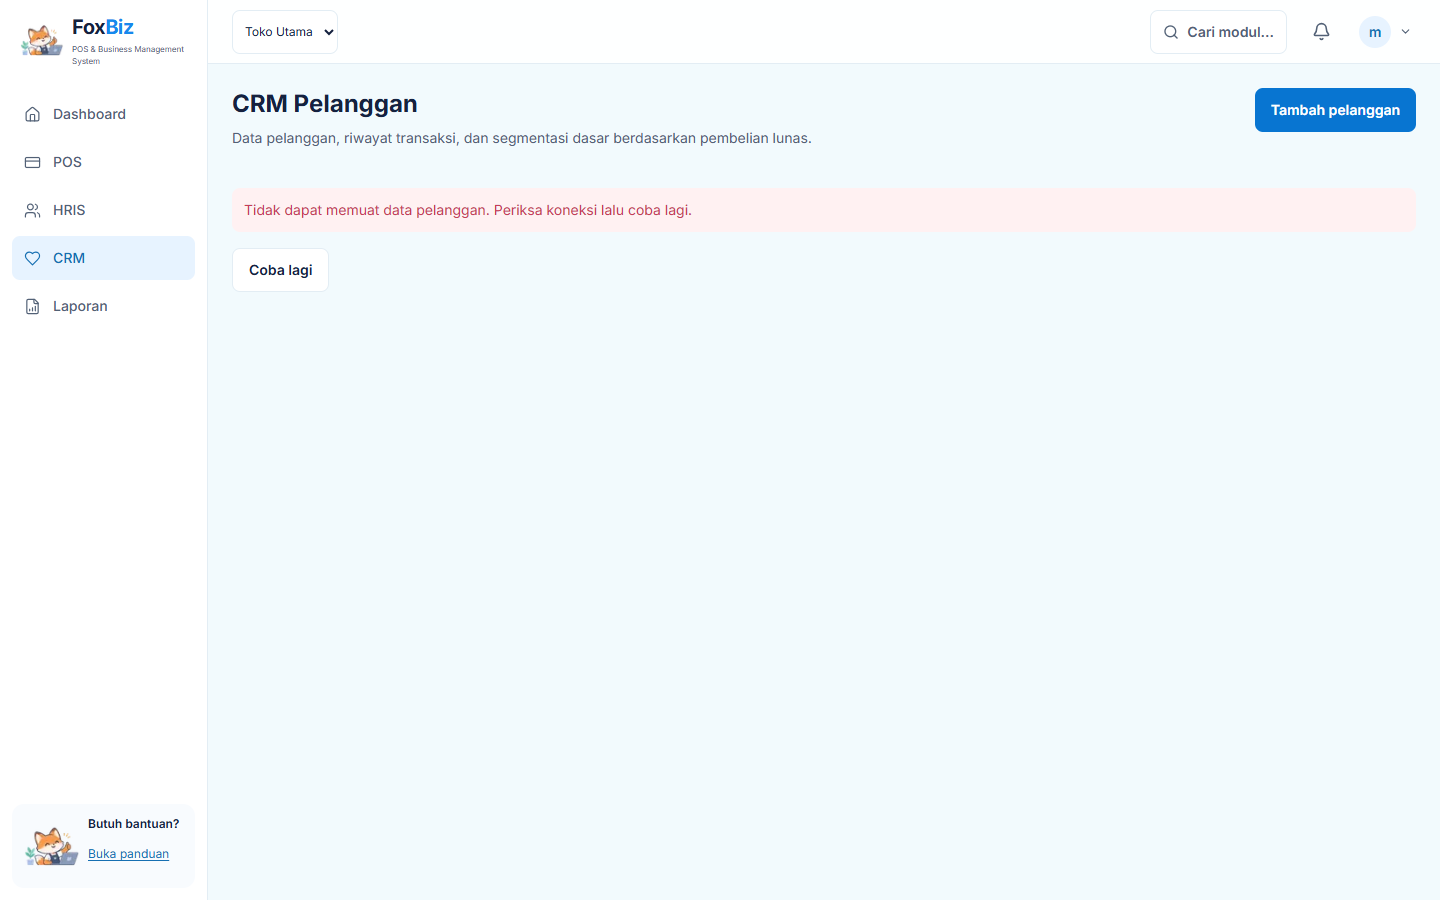 FoxBiz
POS & Business Management
System
Toko Utama
Cari modul...
m
Dashboard
POS
HRIS
CRM
Laporan
CRM Pelanggan
Data pelanggan, riwayat transaksi, dan segmentasi dasar berdasarkan pembelian lunas.
Tambah pelanggan
Tidak dapat memuat data pelanggan. Periksa koneksi lalu coba lagi.
Coba lagi
Butuh bantuan?
Buka panduan